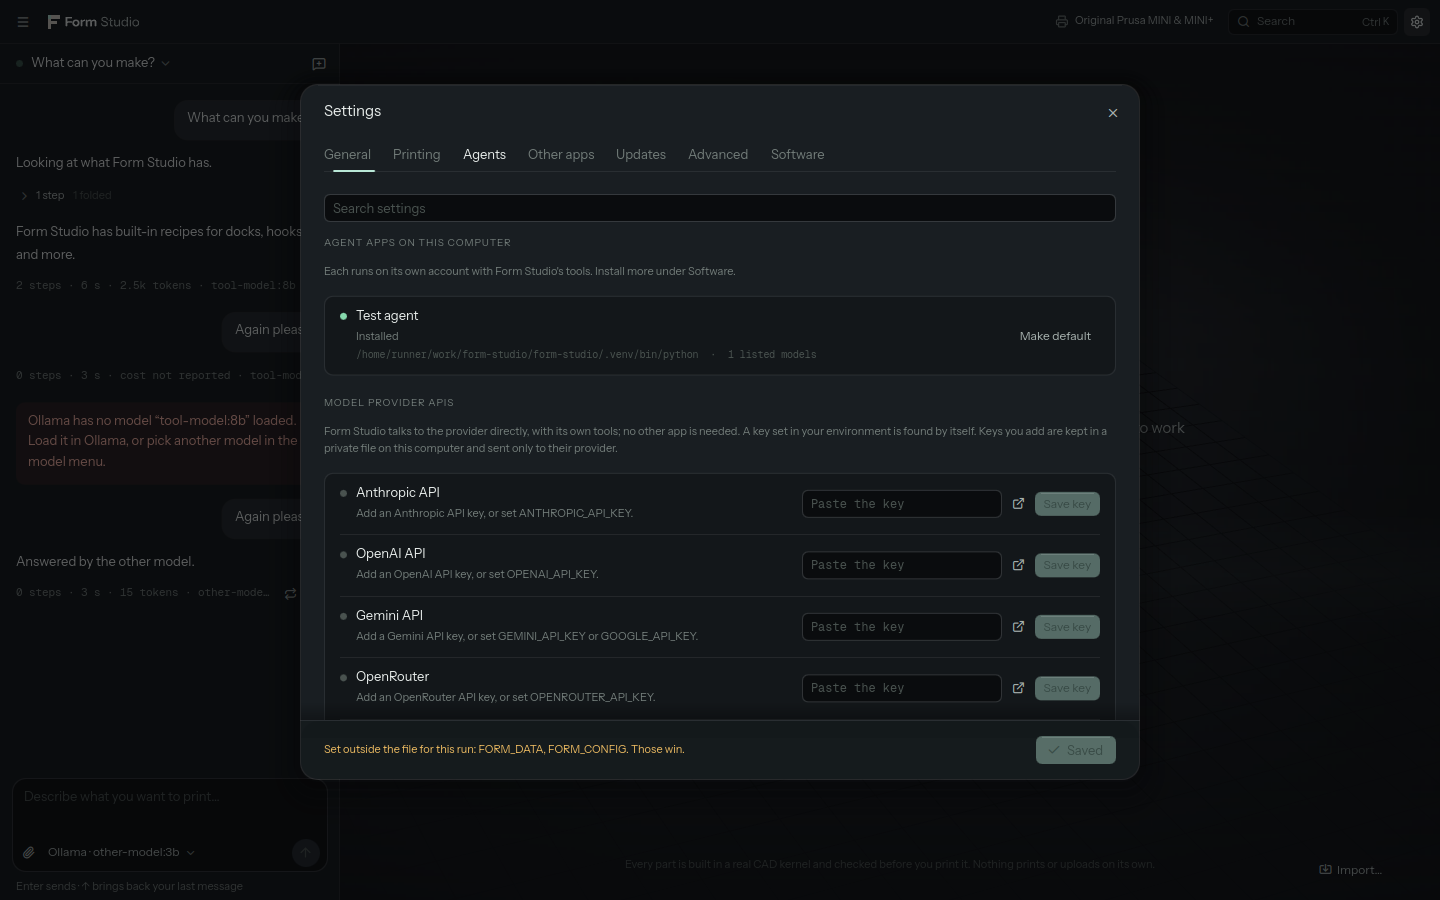 Form Studio
Original Prusa MINI & MINI+
Search
Ctrl K
What can you make?
What can you make
Looking at what Form Studio has.
1 step 1 folded
Form Studio has built-in recipes for docks, hooks
and more.
2 steps · 6 s · 2.5k tokens · tool-model:8b
Again pleas
0 steps · 3 s · cost not reported · tool-mod
Ollama has no model “tool-model:8b” loaded.
Load it in Ollama, or pick another model in the
model menu.
Again pleas
Answered by the other model.
0 steps · 3 s · 15 tokens · other-mode…
Describe what you want to print...
Ollama · other-model:3b
Enter sends · ↑ brings back your last message
Settings
General
Printing
Agents
Other apps
Updates
Advanced
Software
Search settings
AGENT APPS ON THIS COMPUTER
Each runs on its own account with Form Studio's tools. Install more under Software.
Test agent
Installed
Make default
/home/runner/work/form-studio/form-studio/.venv/bin/python · 1 listed models
MODEL PROVIDER APIS
Form Studio talks to the provider directly, with its own tools; no other app is needed. A key set in your environment is found by itself. Keys you add are kept in a
private file on this computer and sent only to their provider.
Anthropic API
Add an Anthropic API key, or set ANTHROPIC_API_KEY.
Paste the key
Save key
OpenAI API
Add an OpenAI API key, or set OPENAI_API_KEY.
Paste the key
Save key
Gemini API
Add a Gemini API key, or set GEMINI_API_KEY or GOOGLE_API_KEY.
Paste the key
Save key
OpenRouter
Add an OpenRouter API key, or set OPENROUTER_API_KEY.
Paste the key
Save key
Set outside the file for this run: FORM_DATA, FORM_CONFIG. Those win.
Saved
o work
Every part is built in a real CAD kernel and checked before you print it. Nothing prints or uploads on its own.
Import...